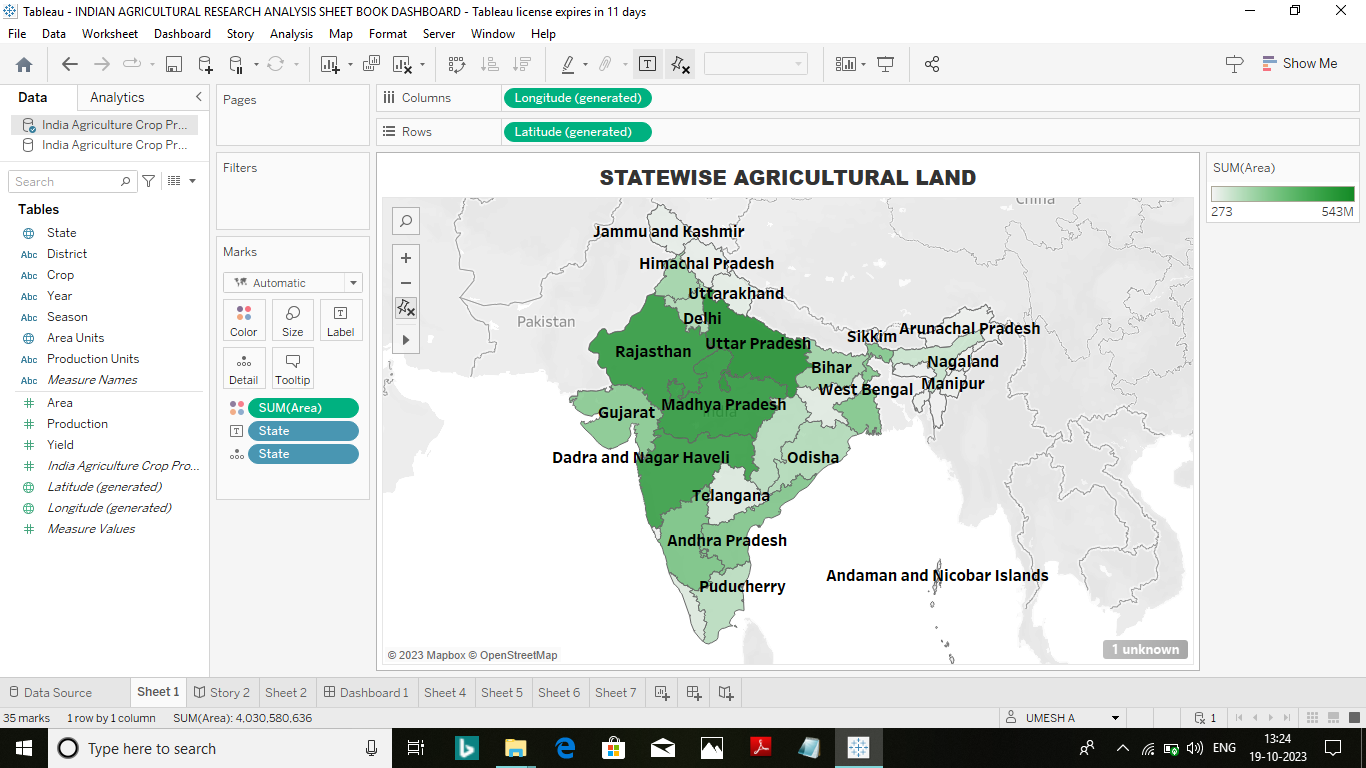 Tableau - INDIAN AGRICULTURAL RESEARCH ANALYSIS SHEET BOOK DASHBOARD - Tableau license expires in 11 days
File Data Worksheet Dashboard Story Analysis Map Format Server Window Help
Show Me
Data Analytics
India Agriculture Crop Pr...
India Agriculture Crop Pr...
Search
Tables
State
Abc District
Abc Crop
Abc Year
Abc Season
Area Units
Abc Production Units
Abc Measure Names
Area
Production
Yield
India Agriculture Crop Pro...
Latitude (generated)
Longitude (generated)
Measure Values
Pages
Filters
Marks
Automatic
Color Size Label
Detail Tooltip
SUM(Area)
State
State
Columns Longitude (generated)
Rows Latitude (generated)
STATEWISE AGRICULTURAL LAND
China
Jammu and Kashmir
Himachal Pradesh
Uttarakhand
Pakistan
Delhi
Sikkim Arunachal Pradesh
Rajasthan Uttar Pradesh
Bihar Nagaland
West Bengal Manipur
Gujarat Madhya Pradesh
India
Dadra and Nagar Haveli Odisha
Telangana
Andhra Pradesh
Andaman and Nicobar Islands
Puducherry
© 2023 Mapbox © OpenStreetMap
1 unknown
SUM(Area)
273 543M
Data Source Sheet 1 Story 2 Sheet 2 Dashboard 1 Sheet 4 Sheet 5 Sheet 6 Sheet 7
35 marks 1 row by 1 column SUM(Area): 4,030,580,636 UMESH A 1
Type here to search
ENG
13:24
19-10-2023